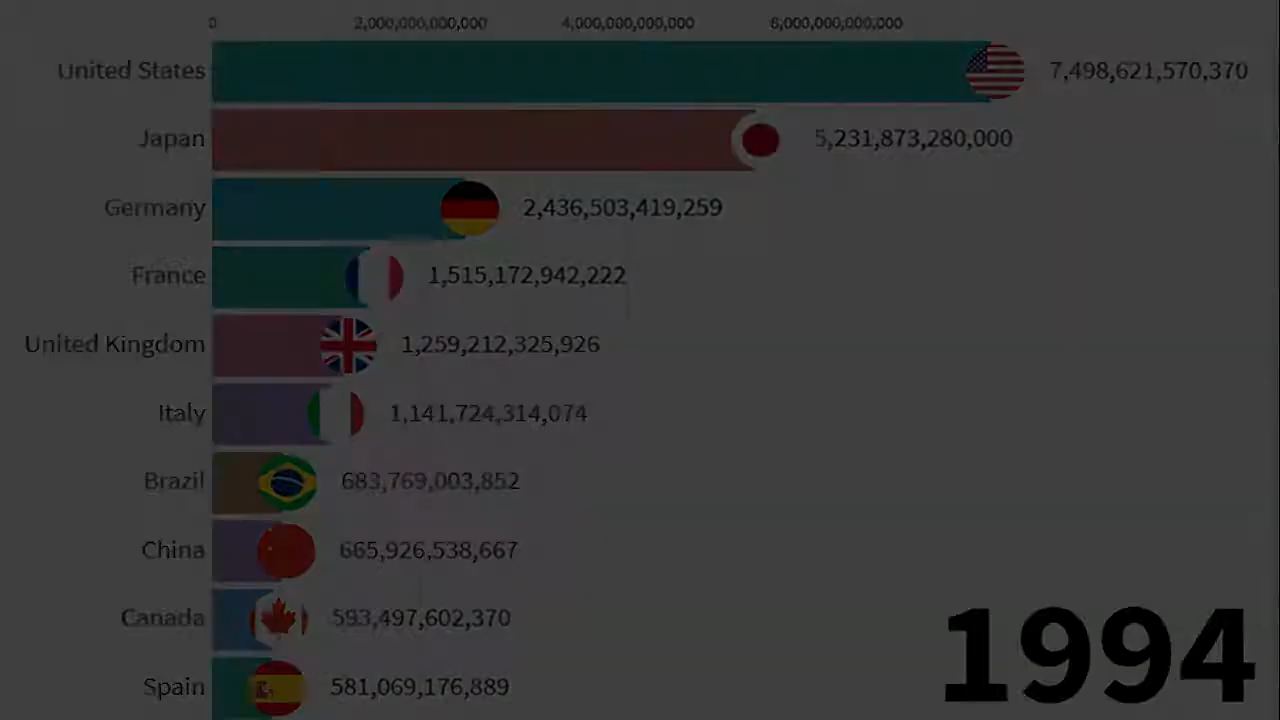 0 2,000,000,000,000 4,000,000,000,000 6,000,000,000,000
United States 7,498,621,570,370
Japan 5,231,873,280,000
Germany 2,436,503,419,259
France 1,515,172,942,222
United Kingdom 1,259,212,325,926
Italy 1,141,724,314,074
Brazil 683,769,003,852
China 665,926,538,667
Canada 593,497,602,370
Spain 581,069,176,889
1994